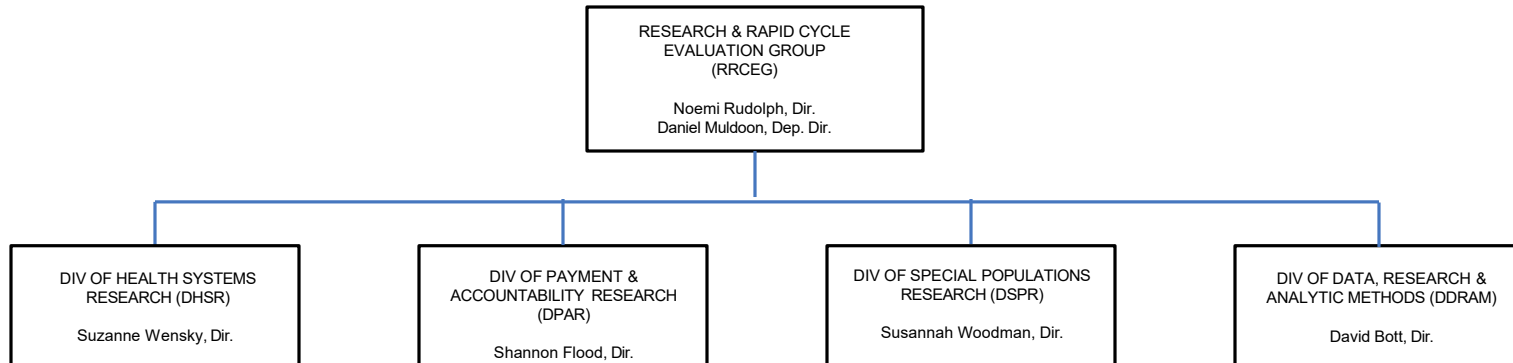 RESEARCH & RAPID CYCLE
EVALUATION GROUP
(RRCEG)
Noemi Rudolph, Dir.
Daniel Muldoon, Dep. Dir.
DIV OF HEALTH SYSTEMS
RESEARCH (DHSR)
Suzanne Wensky, Dir.
DIV OF PAYMENT &
ACCOUNTABILITY RESEARCH
(DPAR)
Shannon Flood, Dir.
DIV OF SPECIAL POPULATIONS
RESEARCH (DSPR)
Susannah Woodman, Dir.
DIV OF DATA, RESEARCH &
ANALYTIC METHODS (DDRAM)
David Bott, Dir.